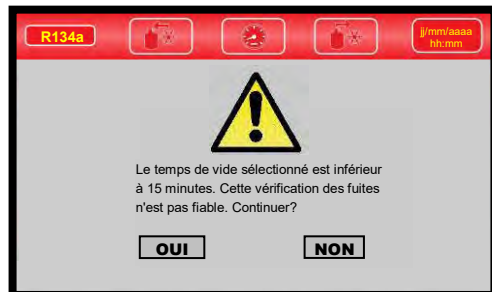 R134a
jj/mm/aaaa
hh:mm
Le temps de vide sélectionné est inférieur
à 15 minutes. Cette vérification des fuites
n'est pas fiable. Continuer?
OUI NON